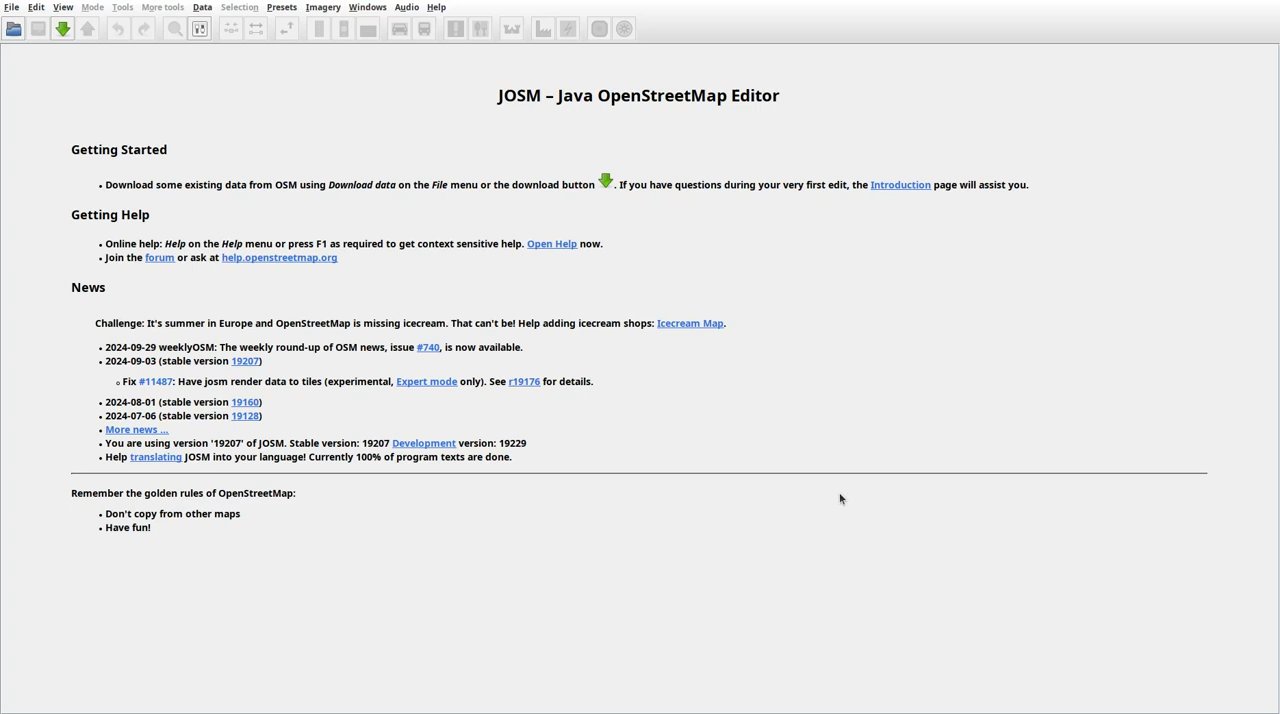 File Edit View Mode Tools More tools Data Selection Presets Imagery Windows Audio Help
JOSM – Java OpenStreetMap Editor
Getting Started
• Download some existing data from OSM using Download data on the File menu or the download button . If you have questions during your very first edit, the Introduction page will assist you.
Getting Help
• Online help: Help on the Help menu or press F1 as required to get context sensitive help. Open Help now.
• Join the forum or ask at help.openstreetmap.org
News
Challenge: It's summer in Europe and OpenStreetMap is missing icecream. That can't be! Help adding icecream shops: Icecream Map.
• 2024-09-29 weeklyOSM: The weekly round-up of OSM news, issue #740, is now available.
• 2024-09-03 (stable version 19207)
◦ Fix #11487: Have josm render data to tiles (experimental, Expert mode only). See r19176 for details.
• 2024-08-01 (stable version 19160)
• 2024-07-06 (stable version 19128)
• More news ...
• You are using version '19207' of JOSM. Stable version: 19207 Development version: 19229
• Help translating JOSM into your language! Currently 100% of program texts are done.
Remember the golden rules of OpenStreetMap:
• Don't copy from other maps
• Have fun!